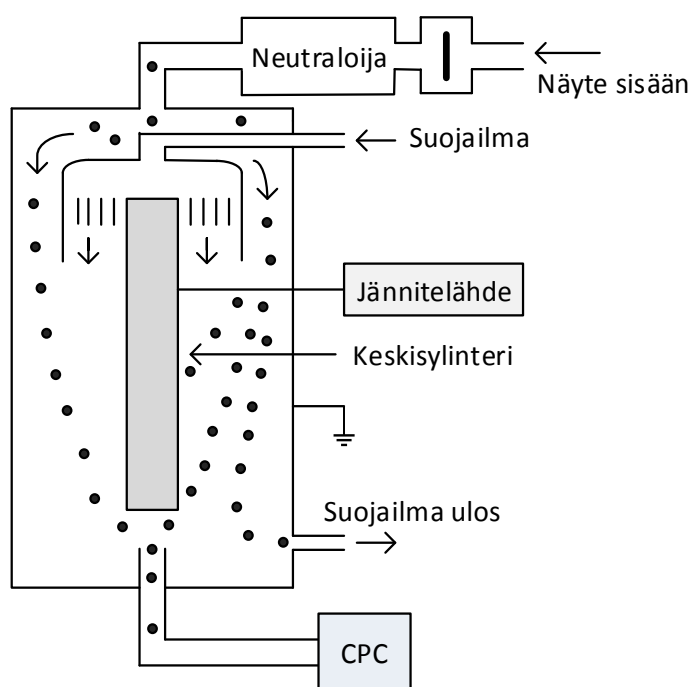 Neutraloija
Näyte sisään
Suojailma
Jännitelähde
Keskisylinteri
Suojailma ulos
CPC